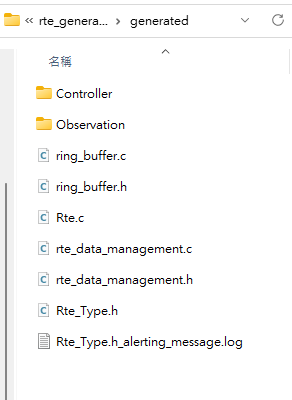 « rte_genera... › generated
名稱
Controller
Observation
ring_buffer.c
ring_buffer.h
Rte.c
rte_data_management.c
rte_data_management.h
Rte_Type.h
Rte_Type.h_alerting_message.log